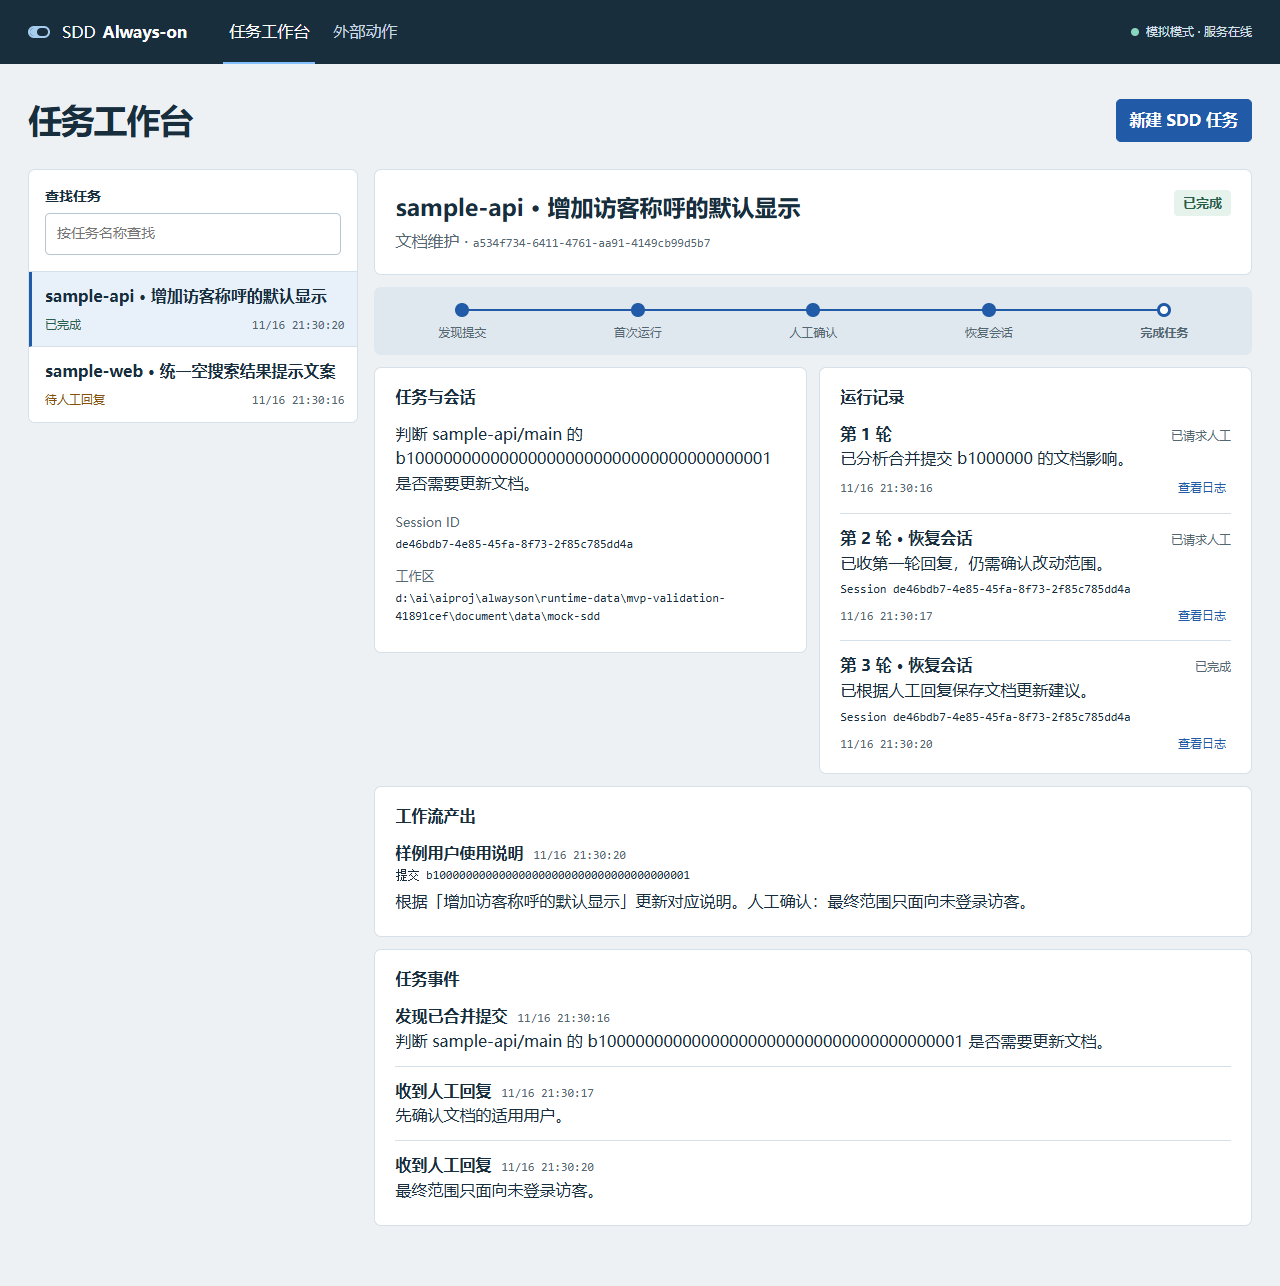 SDD Always-on
任务工作台
外部动作
模拟模式 · 服务在线
任务工作台
新建 SDD 任务
查找任务
按任务名称查找
sample-api • 增加访客称呼的默认显示
已完成
11/16 21:30:20
sample-web • 统一空搜索结果提示文案
待人工回复
11/16 21:30:16
sample-api • 增加访客称呼的默认显示
已完成
文档维护 · a534f734-6411-4761-aa91-4149cb99d5b7
发现提交
首次运行
人工确认
恢复会话
完成任务
任务与会话
判断 sample-api/main 的
b100000000000000000000000000000000000001
是否需要更新文档。
Session ID
de46bdb7-4e85-45fa-8f73-2f85c785dd4a
工作区
d:\ai\aiproj\alwayson\runtime-data\mvp-validation-
41891cef\document\data\mock-sdd
运行记录
第 1 轮
已请求人工
已分析合并提交 b1000000 的文档影响。
11/16 21:30:16
查看日志
第 2 轮 • 恢复会话
已请求人工
已收第一轮回复，仍需确认改动范围。
Session de46bdb7-4e85-45fa-8f73-2f85c785dd4a
11/16 21:30:17
查看日志
第 3 轮 • 恢复会话
已完成
已根据人工回复保存文档更新建议。
Session de46bdb7-4e85-45fa-8f73-2f85c785dd4a
11/16 21:30:20
查看日志
工作流产出
样例用户使用说明 11/16 21:30:20
提交 b100000000000000000000000000000000000001
根据「增加访客称呼的默认显示」更新对应说明。人工确认：最终范围只面向未登录访客。
任务事件
发现已合并提交 11/16 21:30:16
判断 sample-api/main 的 b100000000000000000000000000000000000001 是否需要更新文档。
收到人工回复 11/16 21:30:17
先确认文档的适用用户。
收到人工回复 11/16 21:30:20
最终范围只面向未登录访客。